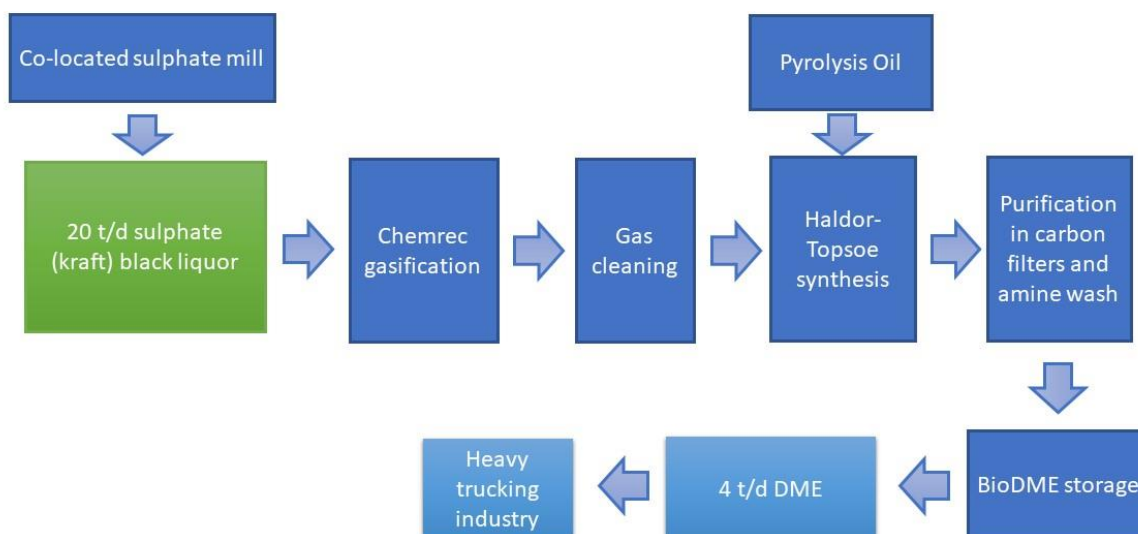 Co-located sulphate mill
Pyrolysis Oil
20 t/d sulphate
(kraft) black liquor
Chemrec
gasification
Gas
cleaning
Haldor-
Topsoe
synthesis
Purification
in carbon
filters and
amine wash
Heavy
trucking
industry
4 t/d DME
BioDME storage